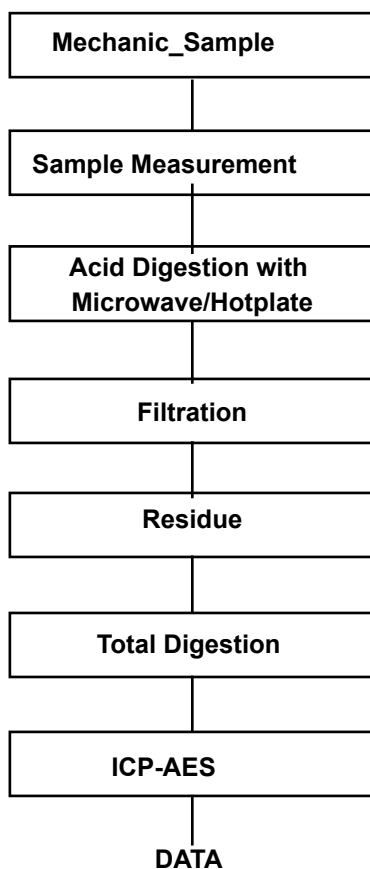 Mechanic_Sample
Sample Measurement
Acid Digestion with
Microwave/Hotplate
Filtration
Residue
Total Digestion
ICP-AES
DATA